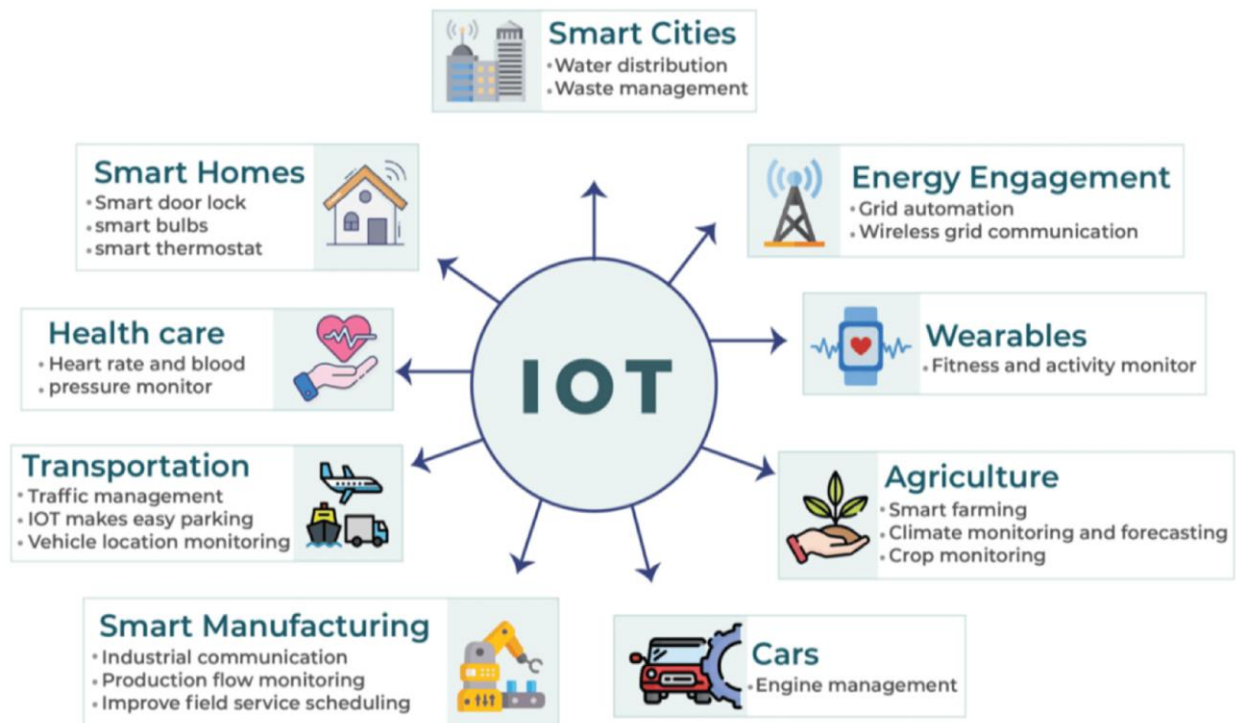 Smart Cities
• Water distribution
• Waste management
Smart Homes
• Smart door lock
• smart bulbs
• smart thermostat
Energy Engagement
• Grid automation
• Wireless grid communication
Health care
• Heart rate and blood
• pressure monitor
IOT
Wearables
• Fitness and activity monitor
Transportation
• Traffic management
• IOT makes easy parking
• Vehicle location monitoring
Agriculture
• Smart farming
• Climate monitoring and forecasting
• Crop monitoring
Smart Manufacturing
• Industrial communication
• Production flow monitoring
• Improve field service scheduling
Cars
• Engine management